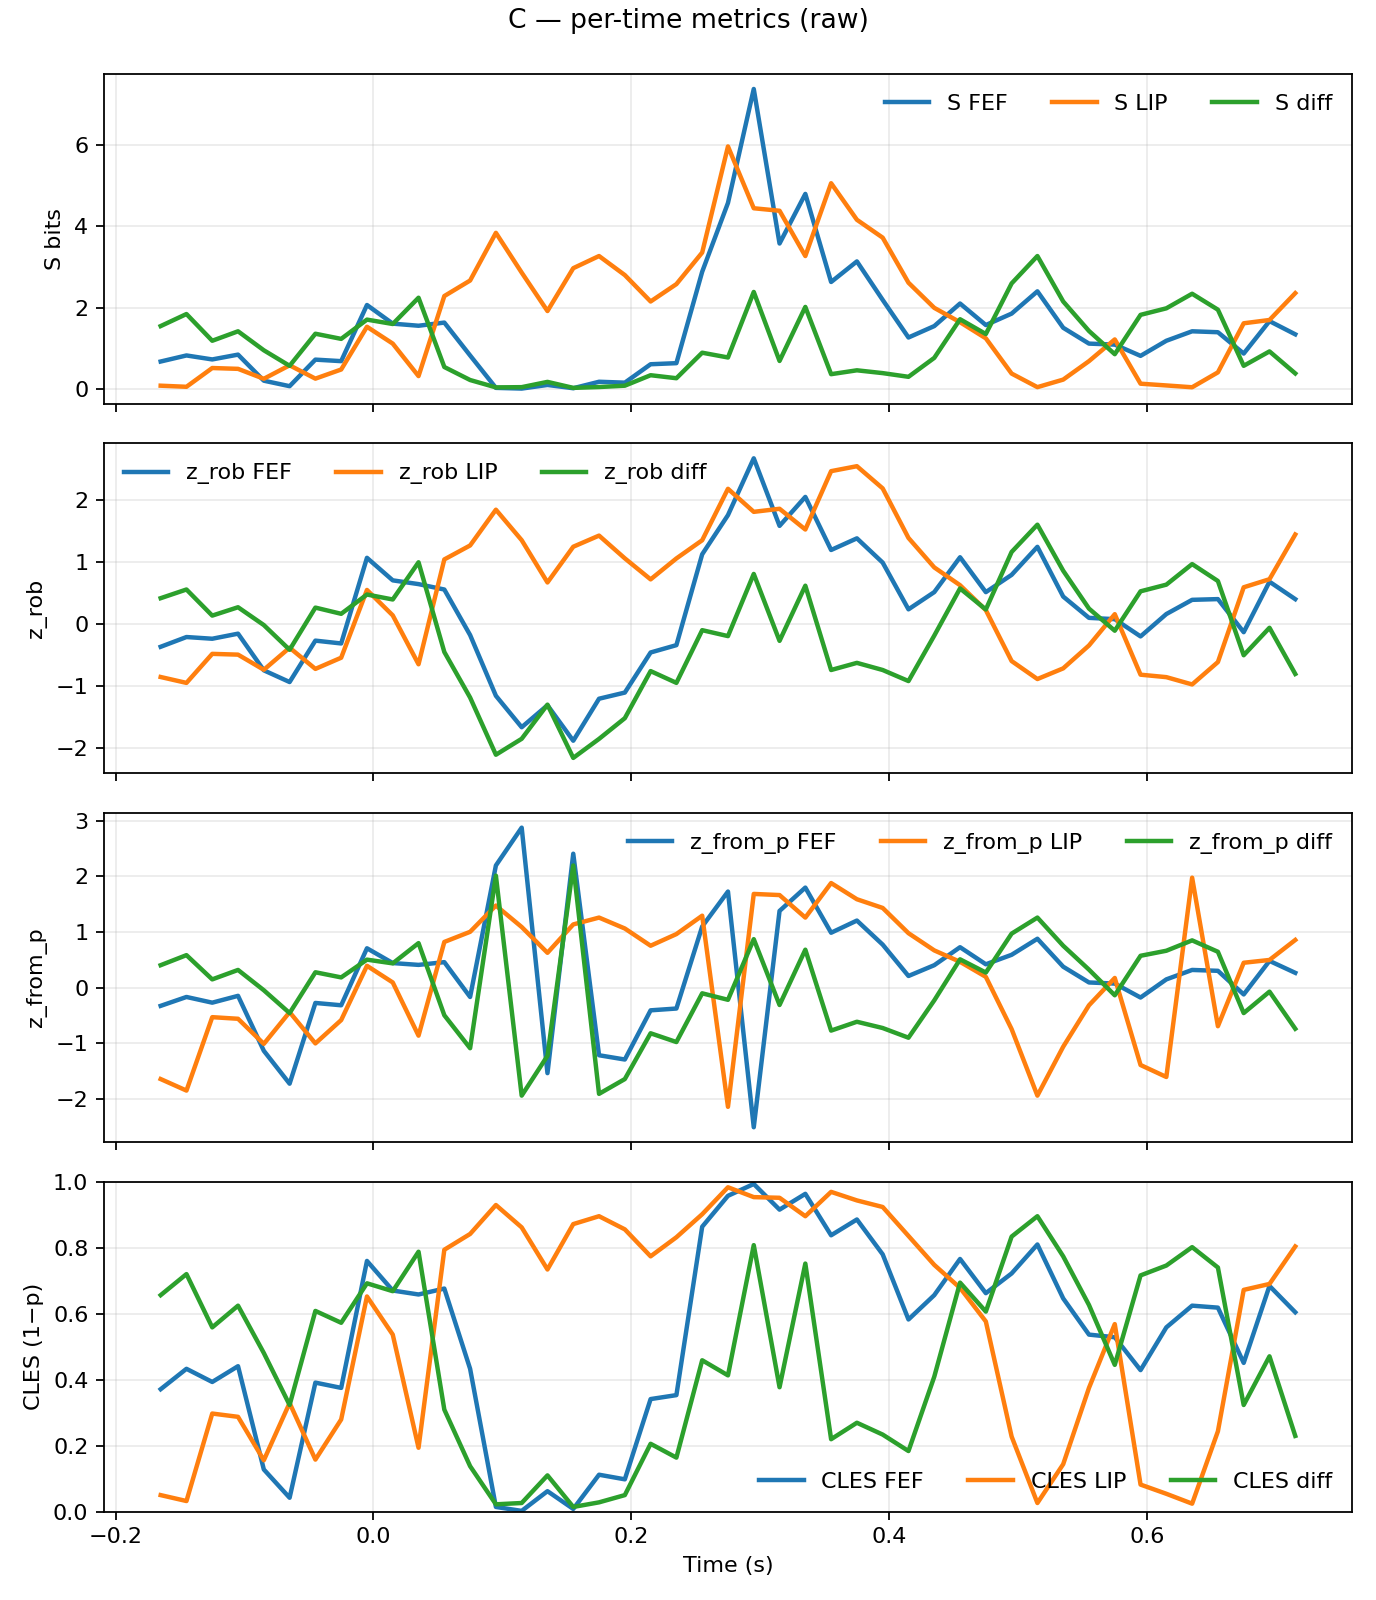 C — per-time metrics (raw)
S FEF S LIP S diff
6
4
2
0
S bits
z_rob FEF z_rob LIP z_rob diff
2
1
0
−1
−2
z_rob
z_from_p FEF z_from_p LIP z_from_p diff
3
2
1
0
−1
−2
z_from_p
1.0
0.8
0.6
0.4
0.2
0.0
CLES (1−p)
CLES FEF CLES LIP CLES diff
−0.2 0.0 0.2 0.4 0.6
Time (s)